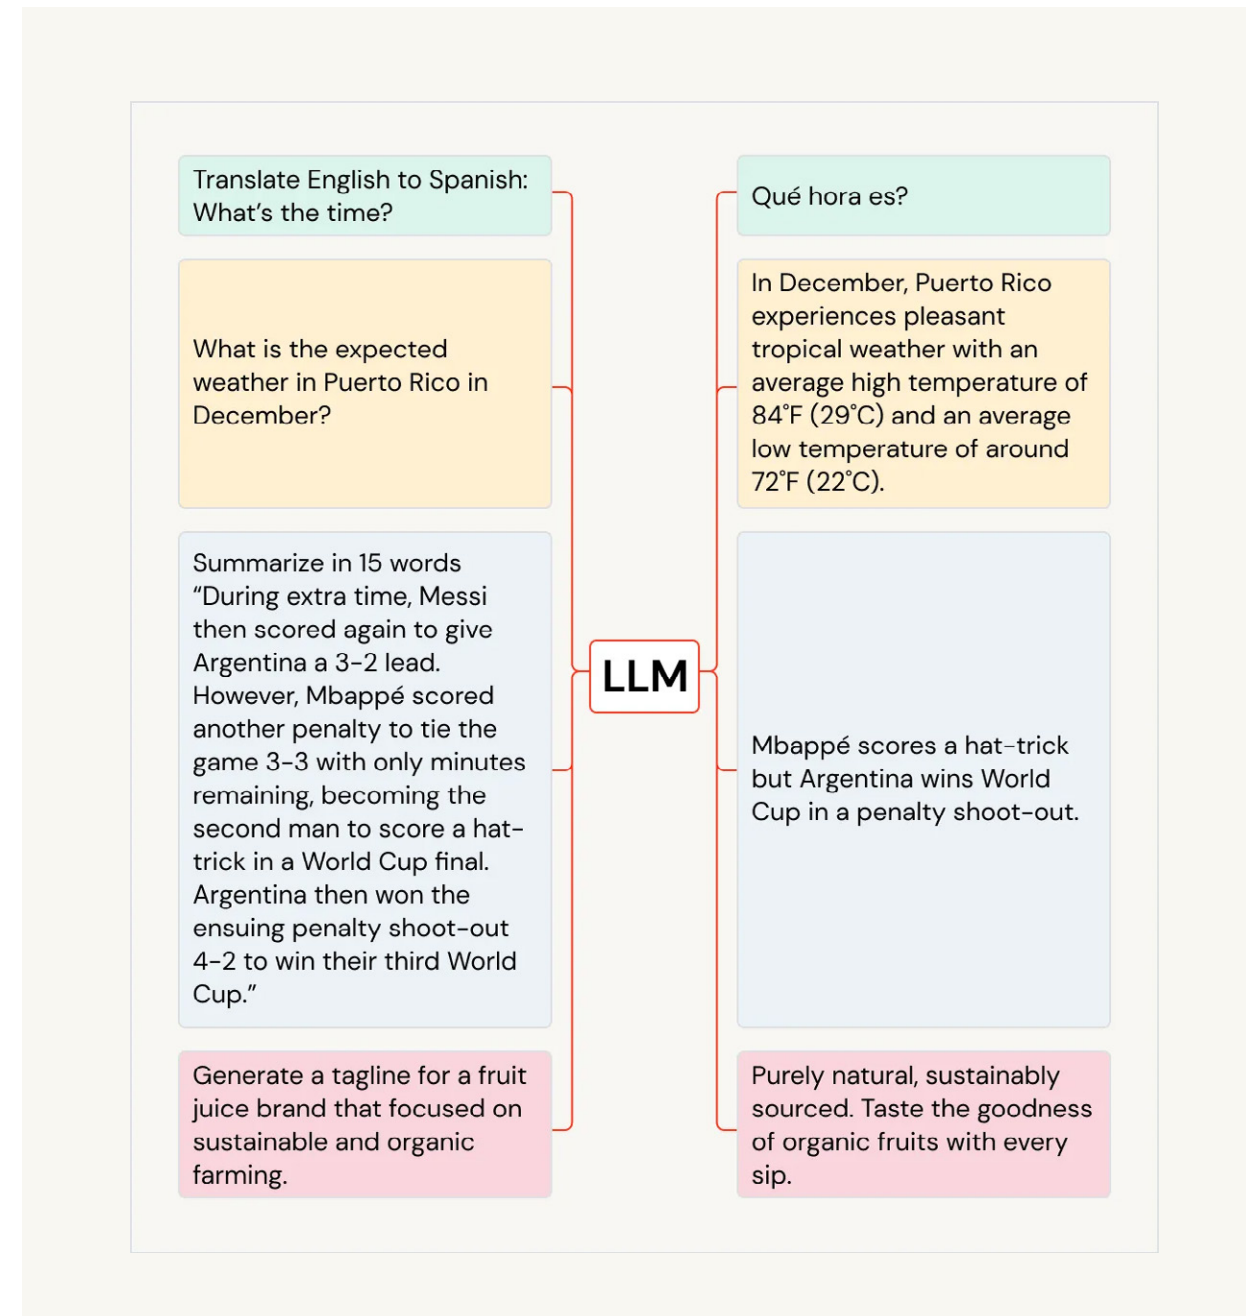 Translate English to Spanish:
What's the time?
Qué hora es?
What is the expected
weather in Puerto Rico in
December?
In December, Puerto Rico
experiences pleasant
tropical weather with an
average high temperature of
84°F (29°C) and an average
low temperature of around
72°F (22°C).
Summarize in 15 words
“During extra time, Messi
then scored again to give
Argentina a 3-2 lead.
However, Mbappé scored
another penalty to tie the
game 3-3 with only minutes
remaining, becoming the
second man to score a hat-
trick in a World Cup final.
Argentina then won the
ensuing penalty shoot-out
4-2 to win their third World
Cup.”
LLM
Mbappé scores a hat-trick
but Argentina wins World
Cup in a penalty shoot-out.
Generate a tagline for a fruit
juice brand that focused on
sustainable and organic
farming.
Purely natural, sustainably
sourced. Taste the goodness
of organic fruits with every
sip.